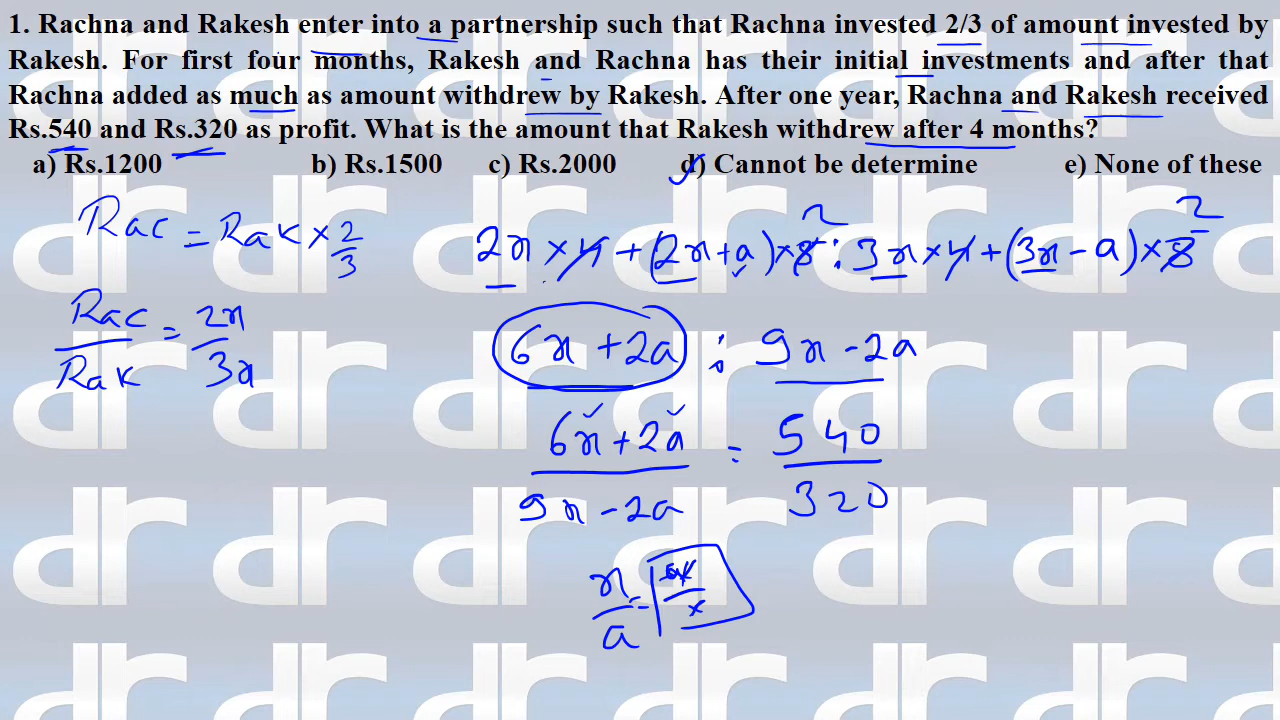 1. Rachna and Rakesh enter into a partnership such that Rachna invested 2/3 of amount invested by
Rakesh. For first four months, Rakesh and Rachna has their initial investments and after that
Rachna added as much as amount withdrew by Rakesh. After one year, Rachna and Rakesh received
Rs.540 and Rs.320 as profit. What is the amount that Rakesh withdrew after 4 months?
a) Rs.1200 b) Rs.1500 c) Rs.2000 d) Cannot be determine e) None of these
Rac = Rak × 2/3
2x × 4 + (2x + a) × 8 2 : 3x × 4 + (3x - a) × 8 2
Rac/Rak = 2x/3x
6x + 2a : 9x - 2a
6x + 2a / 9x - 2a = 540/320
x/a =